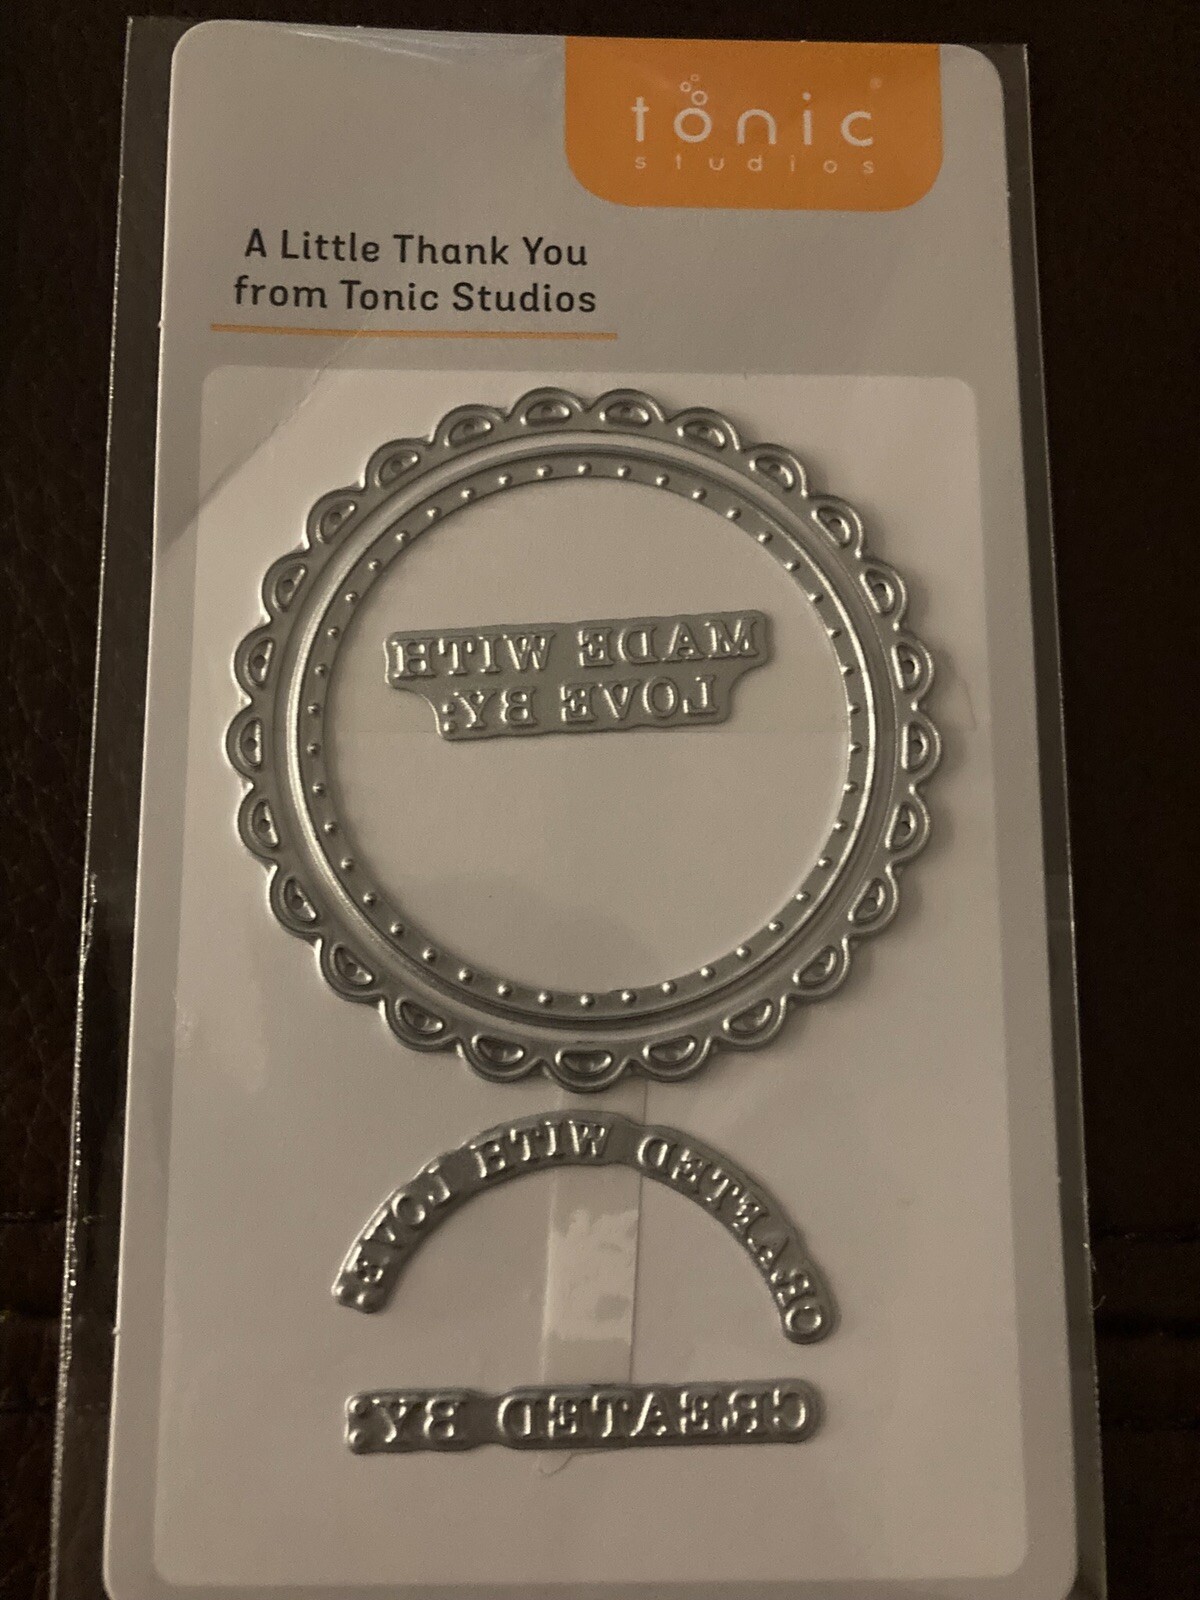 tonic®
studios
A Little Thank You
from Tonic Studios
MADE WITH
LOVE BY:
CREATED WITH LOVE:
CREATED BY: